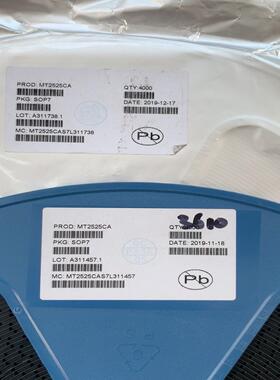 PROD: MT2525CA QTY:4000
PKG: SOP7 DATE: 2019-12-17
LOT: A311738.1
MC: MT2525CAS7L311738
Pb
PROD: MT2525CA QTY: 3610
PKG: SOP7 DATE: 2019-11-18
LOT: A311457.1
MC: MT2525CAS7L311457
Pb